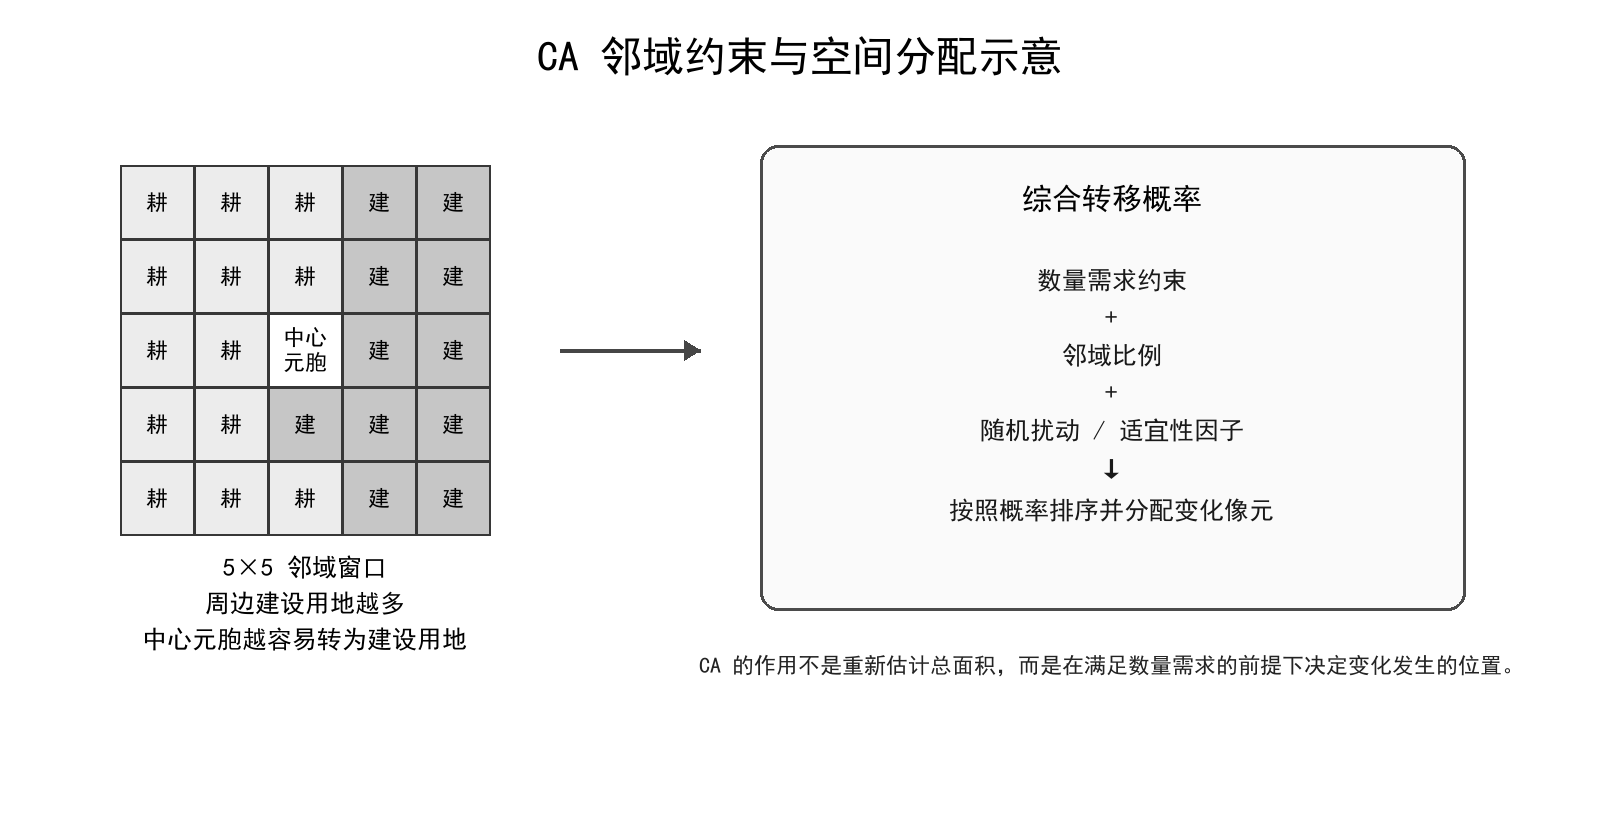 CA 邻域约束与空间分配示意
耕 耕 耕 建 建
耕 耕 耕 建 建
耕 耕 中心 元胞 建 建
耕 耕 建 建 建
耕 耕 耕 建 建
5×5 邻域窗口
周边建设用地越多
中心元胞越容易转为建设用地
综合转移概率
数量需求约束
+
邻域比例
+
随机扰动 / 适宜性因子
↓
按照概率排序并分配变化像元
CA 的作用不是重新估计总面积，而是在满足数量需求的前提下决定变化发生的位置。